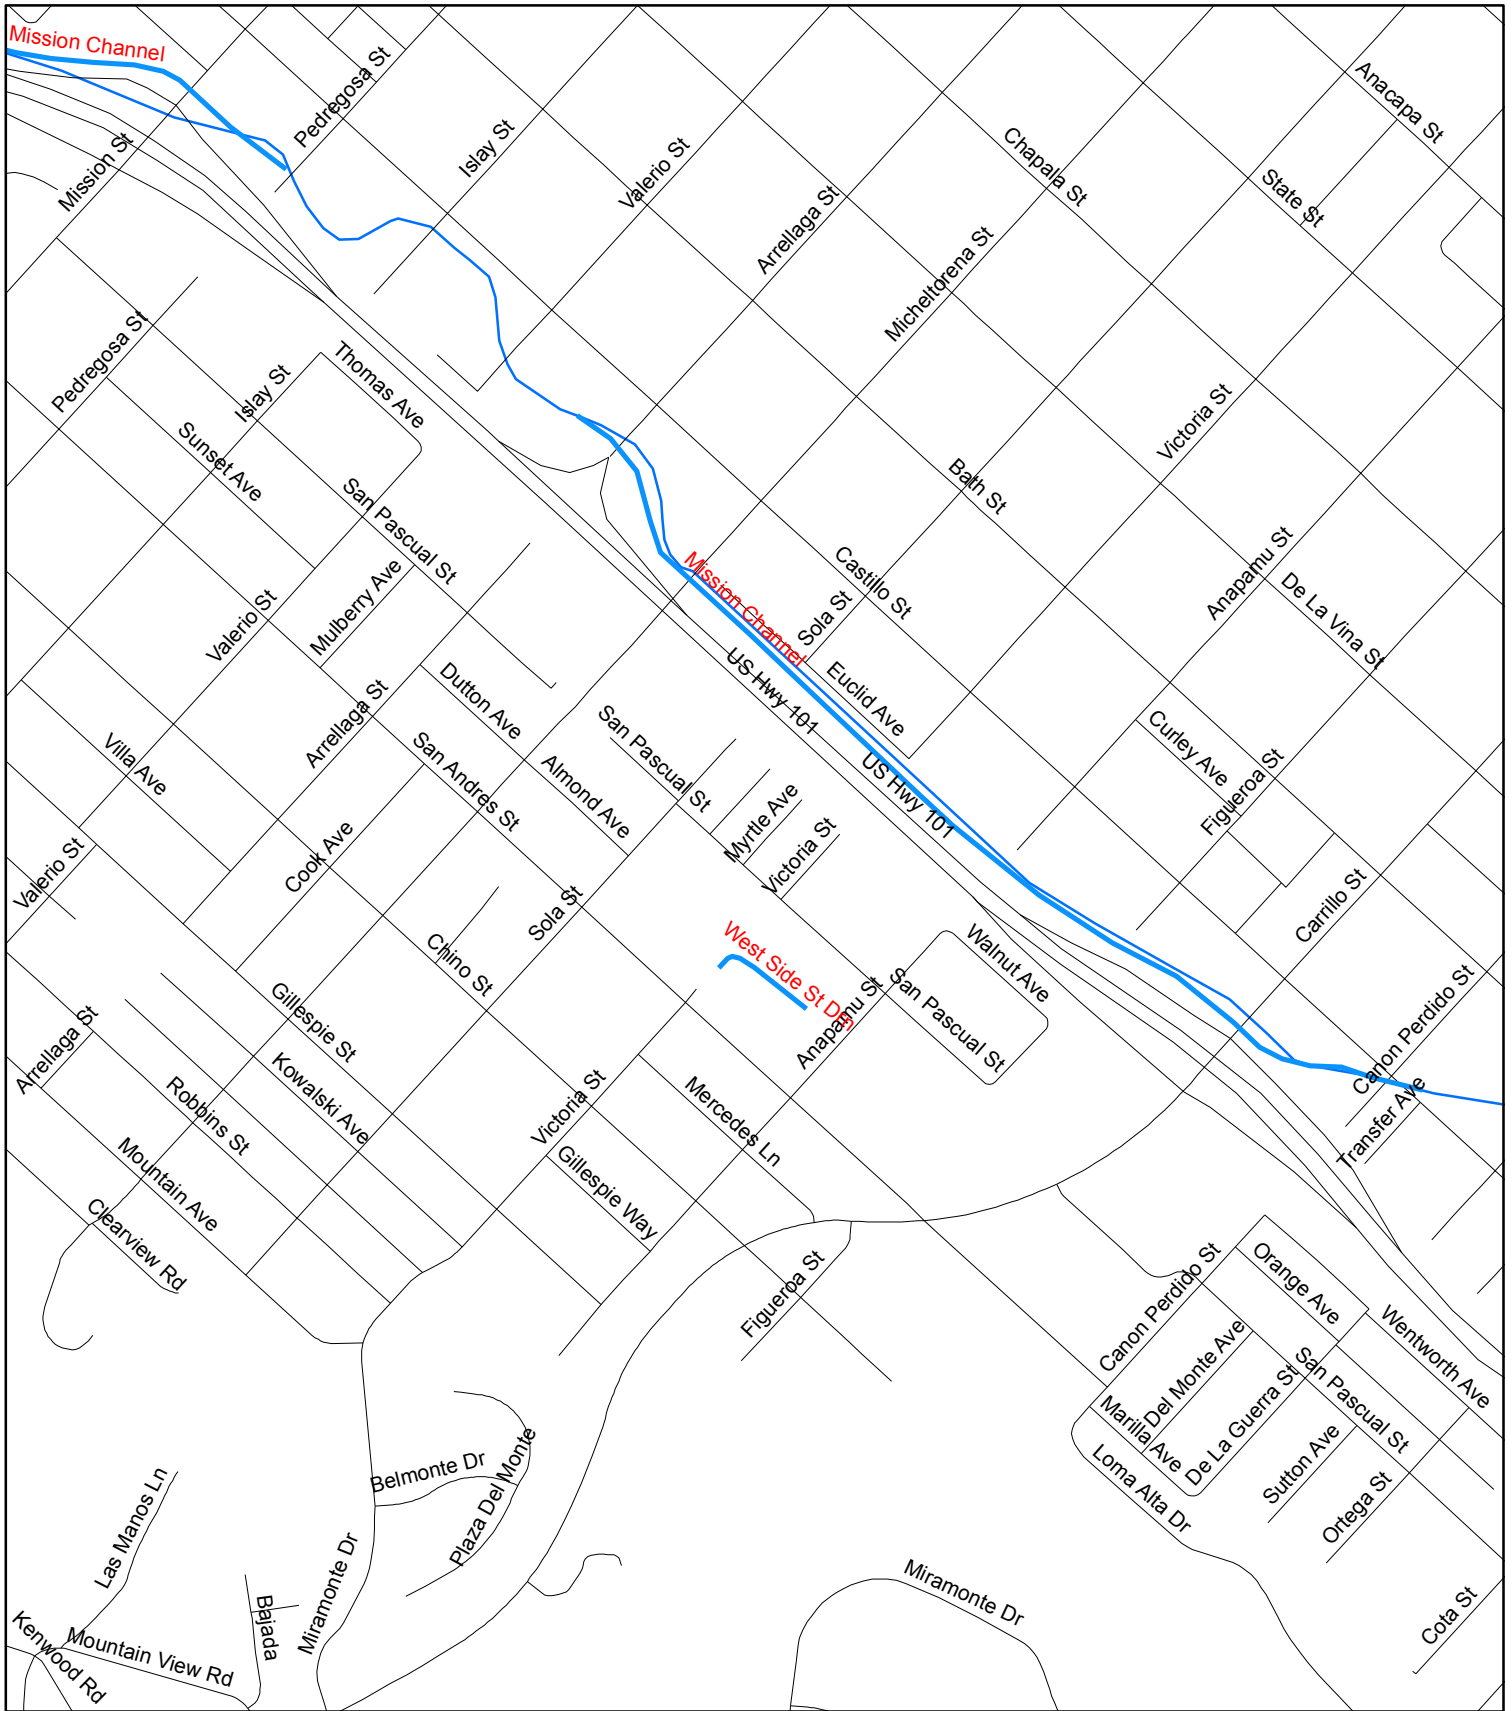 Mission Channel
Pedregosa St
Anacapa St
Mission St
Islay St
Valerio St
Chapala St
State St
Arrellaga St
Micheltorena St
Pedregosa St
Islay St
Thomas Ave
Sunset Ave
San Pascual St
Victoria St
Bath St
Mission Channel
Castillo St
Sola St
Anapamu St
De La Vina St
Mulberry Ave
Valerio St
Arrellaga St
Dutton Ave
US Hwy 101
Euclid Ave
Villa Ave
San Andres St
Almond Ave
San Pascual St
US Hwy 101
Curley Ave
Figueroa St
Myrtle Ave
Victoria St
Valerio St
Cook Ave
Sola St
Carrillo St
Chino St
West Side St Drn
Anapamu St
Walnut Ave
San Pascual St
Canon Perdido St
Transfer Ave
Arrellaga St
Gillespie St
Kowalski Ave
Robbins St
Mountain Ave
Clearview Rd
Victoria St
Mercedes Ln
Gillespie Way
Figueroa St
Canon Perdido St
Orange Ave
Wentworth Ave
Del Monte Ave
San Pascual St
Marilla Ave
De La Guerra St
Loma Alta Dr
Sutton Ave
Ortega St
Belmonte Dr
Plaza Del Monte
Las Manos Ln
Miramonte Dr
Bajada
Miramonte Dr
Cota St
Mountain View Rd
Kenwood Rd